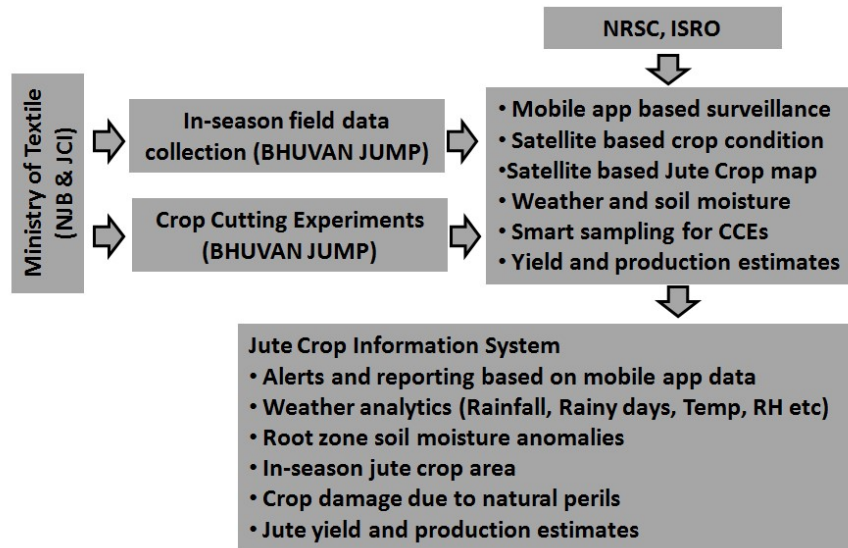 NRSC, ISRO
Ministry of Textile
(NJB & JCI)
In-season field data
collection (BHUVAN JUMP)
Crop Cutting Experiments
(BHUVAN JUMP)
• Mobile app based surveillance
• Satellite based crop condition
•Satellite based Jute Crop map
• Weather and soil moisture
• Smart sampling for CCEs
• Yield and production estimates
Jute Crop Information System
• Alerts and reporting based on mobile app data
• Weather analytics (Rainfall, Rainy days, Temp, RH etc)
• Root zone soil moisture anomalies
• In-season jute crop area
• Crop damage due to natural perils
• Jute yield and production estimates